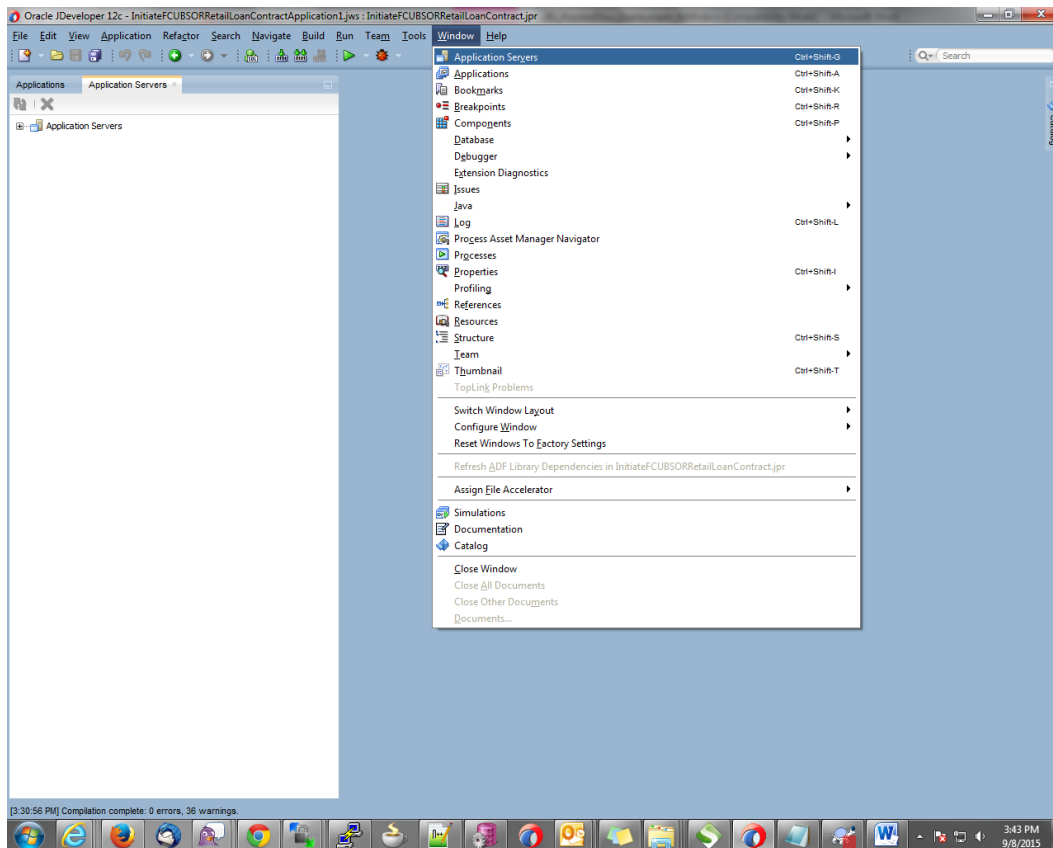 Oracle JDeveloper 12c - InitiateFCUBSORRetailLoanContractApplication1.jws : InitiateFCUBSORRetailLoanContract.jpr
File Edit View Application Refactor Search Navigate Build Run Team Tools Window Help
Search
Applications Application Servers
Application Servers
Application Servers Ctrl+Shift-G
Applications Ctrl+Shift-A
Bookmarks Ctrl+Shift-K
Breakpoints Ctrl+Shift-R
Components Ctrl+Shift-P
Database
Debugger
Extension Diagnostics
Issues
Java
Log Ctrl+Shift-L
Process Asset Manager Navigator
Processes
Properties Ctrl+Shift-I
Profiling
References
Resources
Structure Ctrl+Shift-S
Team
Thumbnail Ctrl+Shift-T
TopLink Problems
Switch Window Layout
Configure Window
Reset Windows To Factory Settings
Refresh ADF Library Dependencies in InitiateFCUBSORRetailLoanContract.jpr
Assign File Accelerator
Simulations
Documentation
Catalog
Close Window
Close All Documents
Close Other Documents
Documents...
[3:30:56 PM] Compilation complete: 0 errors, 36 warnings.
3:43 PM
9/8/2015